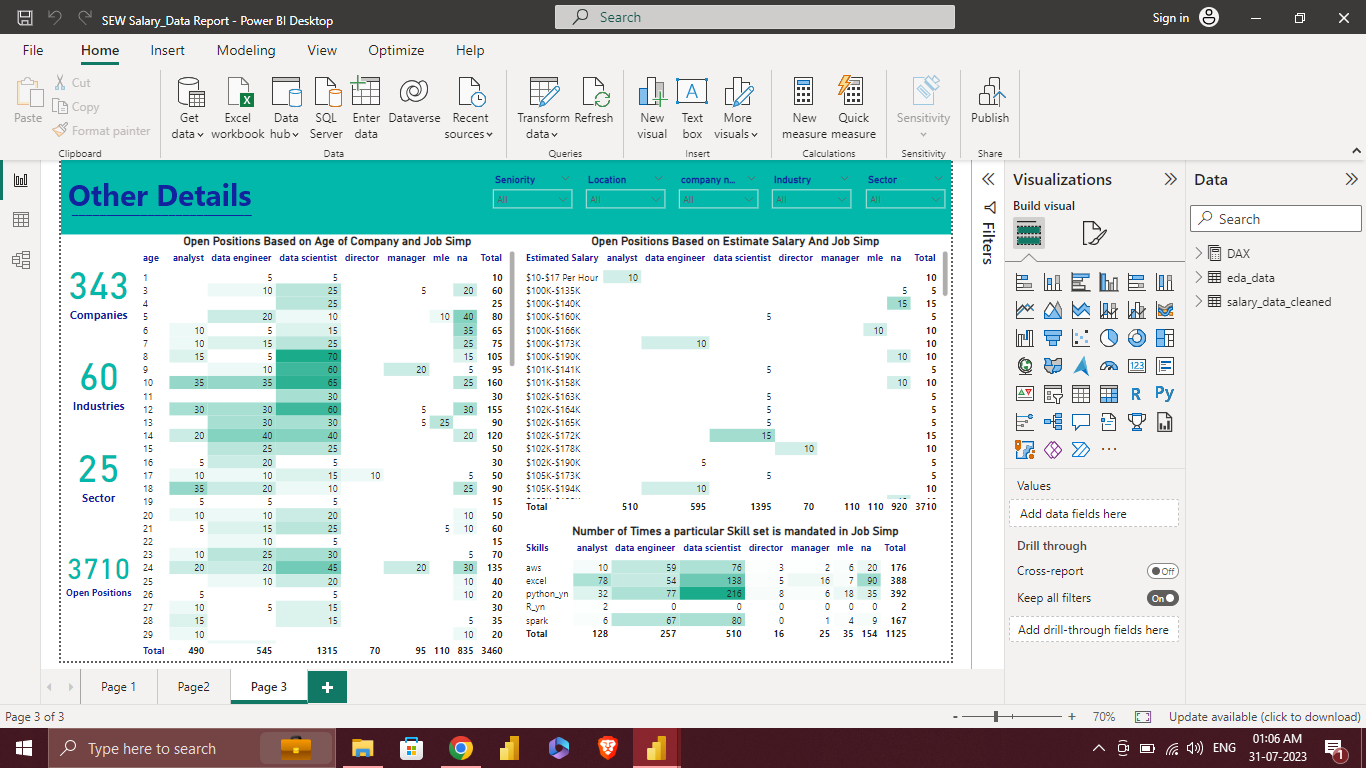 SEW Salary_Data Report - Power BI Desktop
Search
Sign in
File Home Insert Modeling View Optimize Help
Paste
Cut
Copy
Format painter
Get data
Excel workbook
Data hub
SQL Server
Enter data
Dataverse
Recent sources
Transform data
Refresh
New visual
Text box
More visuals
New measure
Quick measure
Sensitivity
Publish
Clipboard Data Queries Insert Calculations Sensitivity Share
Other Details
Seniority Location company n... Industry Sector
All All All All All
343
Companies
60
Industries
25
Sector
3710
Open Positions
Open Positions Based on Age of Company and Job Simp
age analyst data engineer data scientist director manager mle na Total
1 5 5 10
3 10 25 5 20 60
4 25 25
5 20 10 10 40 80
6 10 5 15 35 65
7 10 15 25 25 75
8 15 5 70 15 105
9 10 60 20 5 95
10 35 35 65 25 160
11 30 30
12 30 30 60 5 30 155
13 30 30 5 25 90
14 20 40 40 20 120
15 25 25 50
16 5 20 5 30
17 10 10 15 10 5 50
18 35 20 10 25 90
19 5 5 5 15
20 10 10 20 10 50
21 5 15 25 5 10 60
22 10 5 15
23 10 25 30 5 70
24 20 20 45 20 30 135
25 10 20 10 40
26 5 5 10 20
27 10 5 15 30
28 15 15 5 35
29 10 10 20
Total 490 545 1315 70 95 110 835 3460
Open Positions Based on Estimate Salary And Job Simp
Estimated Salary analyst data engineer data scientist director manager mle na Total
$10-$17 Per Hour 10 10
$100K-$135K 5 5
$100K-$140K 15 15
$100K-$160K 5 5
$100K-$166K 10 10
$100K-$173K 10 10
$100K-$190K 10 10
$101K-$141K 5 5
$101K-$158K 10 10
$102K-$163K 5 5
$102K-$164K 5 5
$102K-$165K 5 5
$102K-$172K 15 15
$102K-$178K 10 10
$102K-$190K 5 5
$105K-$173K 5 5
$105K-$194K 10 10
Total 510 595 1395 70 110 110 920 3710
Number of Times a particular Skill set is mandated in Job Simp
Skills analyst data engineer data scientist director manager mle na Total
aws 10 59 76 3 2 6 20 176
excel 78 54 138 5 16 7 90 388
python_yn 32 77 216 8 6 18 35 392
R_yn 2 0 0 0 0 0 0 2
spark 6 67 80 0 1 4 9 167
Total 128 257 510 16 25 35 154 1125
Filters
Visualizations
Build visual
R Py
123
Values
Add data fields here
Drill through
Cross-report Off
Keep all filters On
Add drill-through fields here
Data
Search
DAX
eda_data
salary_data_cleaned
Page 1 Page2 Page 3 +
Page 3 of 3
- + 70%
Update available (click to download)
Type here to search
ENG
01:06 AM
31-07-2023
1